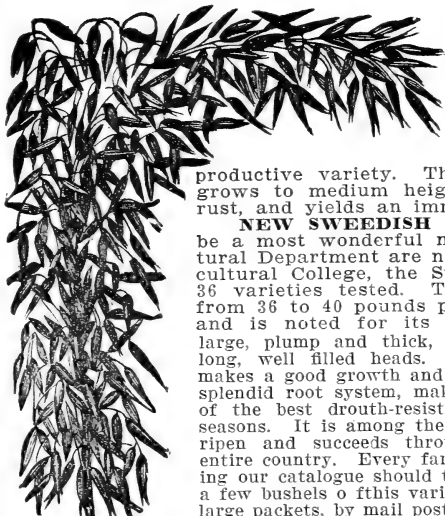 productive variety. Th
grows to medium heig
rust, and yields an imm
NEW SWEEDISH
be a most wonderful n
tural Department are n
cultural College, the S
36 varieties tested. T
from 36 to 40 pounds p
and is noted for its
large, plump and thick,
long, well filled heads.
makes a good growth and
splendid root system, mak
of the best drouth-resist
seasons. It is among the
ripen and succeeds thro
entire country. Every far
ing our catalogue should t
a few bushels o fthis vari
large packets, by mail post